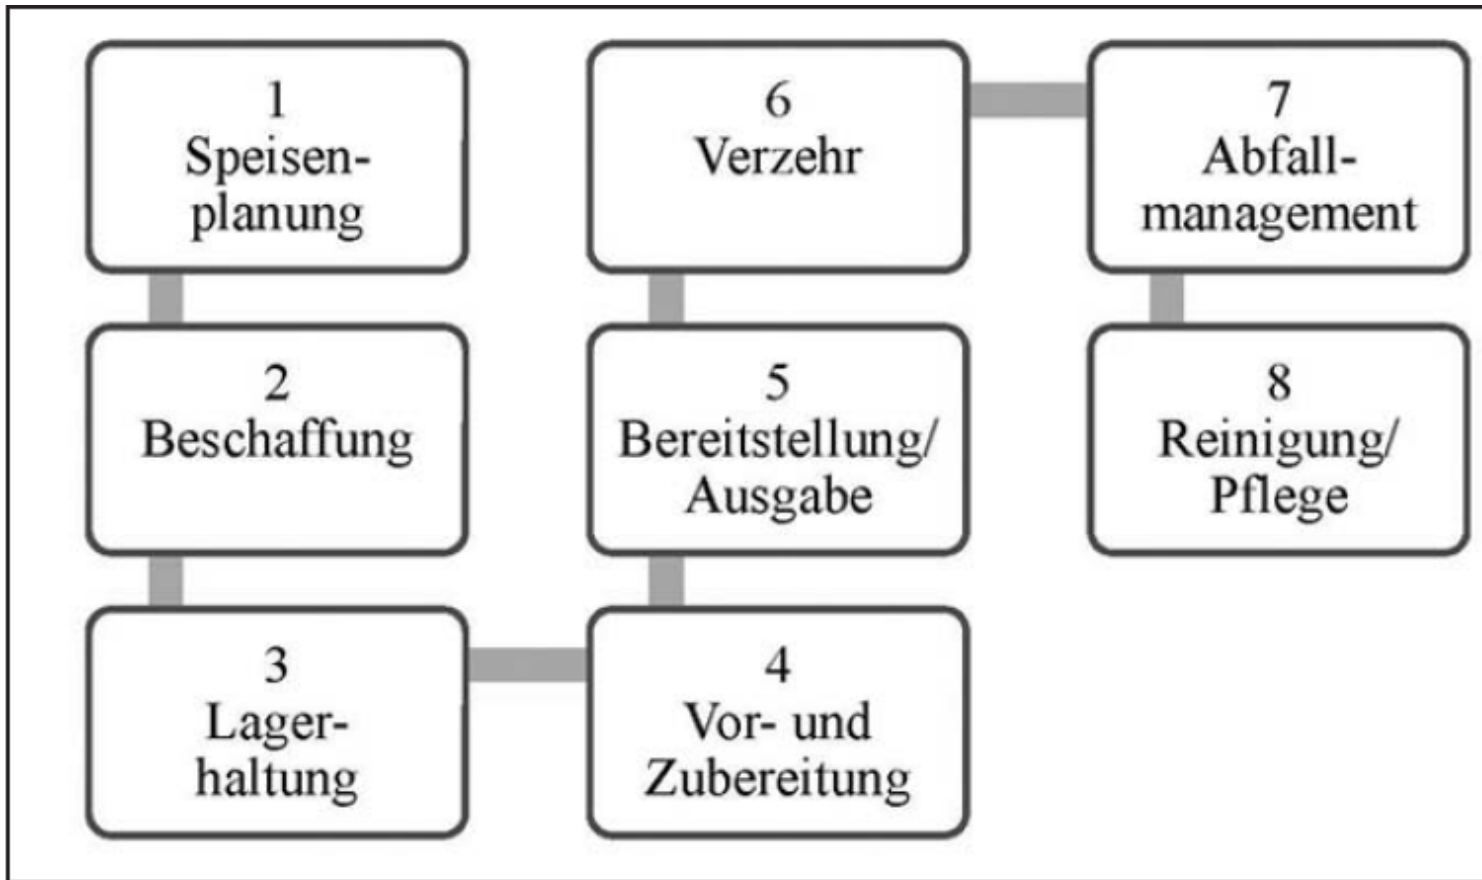 1
Speisen-
planung
2
Beschaffung
3
Lager-
haltung
4
Vor- und
Zubereitung
5
Bereitstellung/
Ausgabe
6
Verzehr
7
Abfall-
management
8
Reinigung/
Pflege